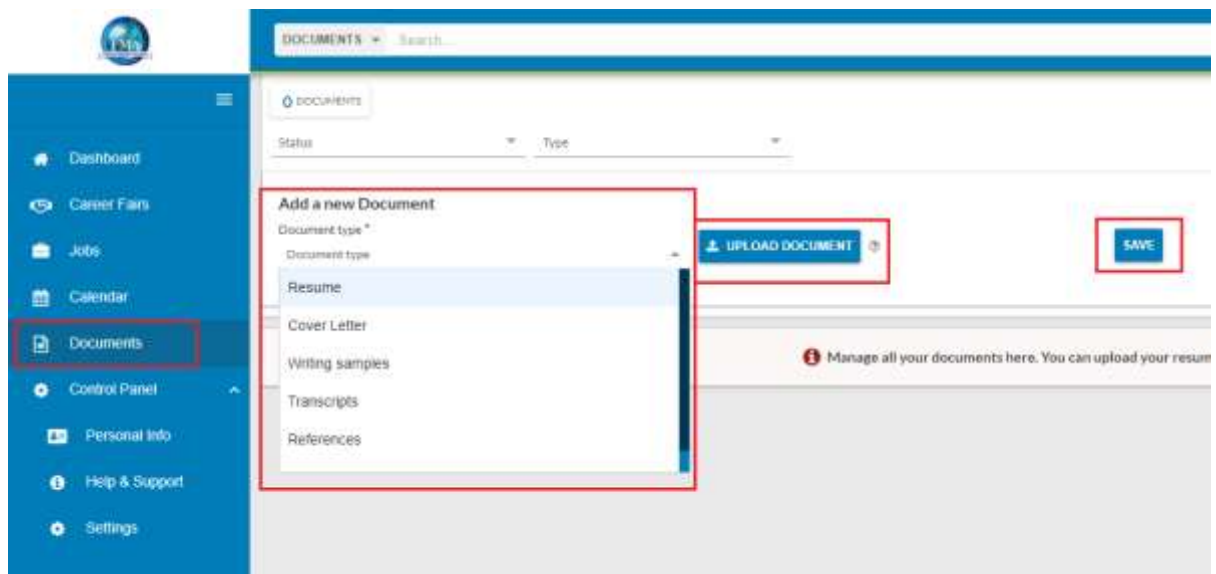 DOCUMENTS Search...
DOCUMENTS
Status Type
Dashboard
Career Fairs
Jobs
Calendar
Documents
Control Panel
Personal Info
Help & Support
Settings
Add a new Document
Document type *
Document type
Resume
Cover Letter
Writing samples
Transcripts
References
UPLOAD DOCUMENT
SAVE
Manage all your documents here. You can upload your resum